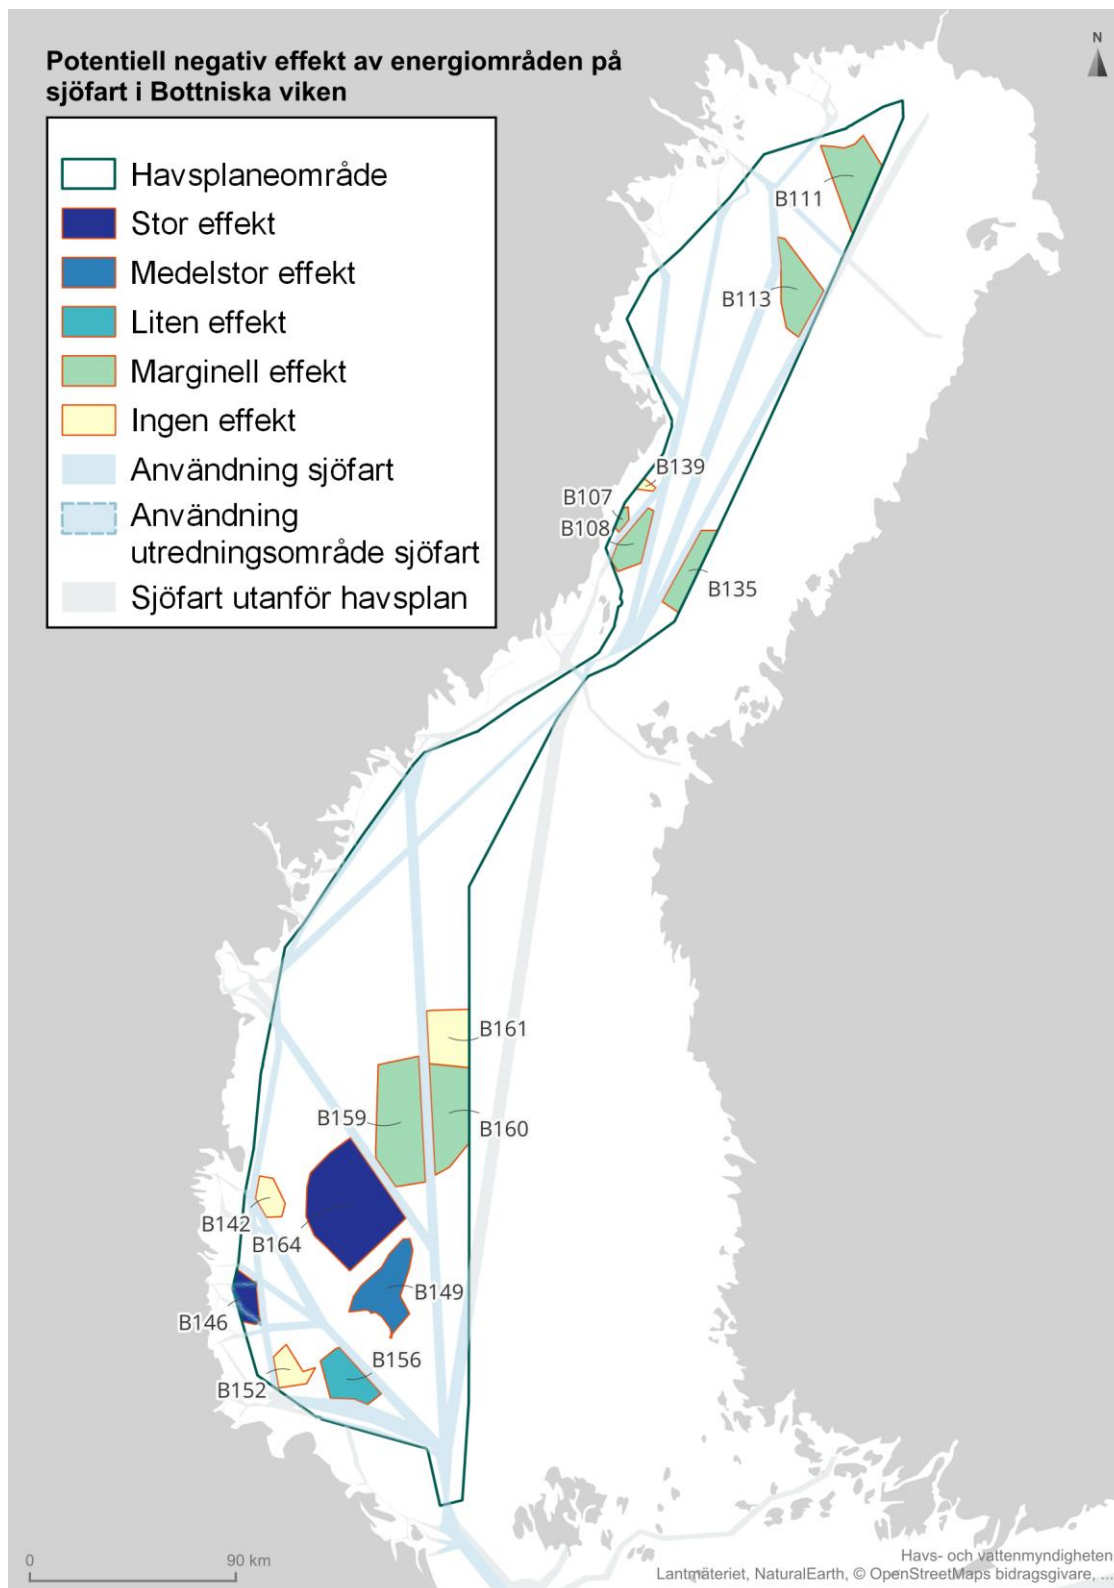 N
Potentiell negativ effekt av energiområden på
sjöfart i Bottniska viken
Havsplaneområde
Stor effekt
Medelstor effekt
Liten effekt
Marginell effekt
Ingen effekt
Användning sjöfart
Användning
utredningsområde sjöfart
Sjöfart utanför havsplan
B111
B113
B139
B107
B108
B135
B161
B159
B160
B142
B164
B149
B146
B156
B152
0 90 km
Havs- och vattenmyndigheten
Lantmäteriet, NaturalEarth, © OpenStreetMaps bidragsgivare, ...